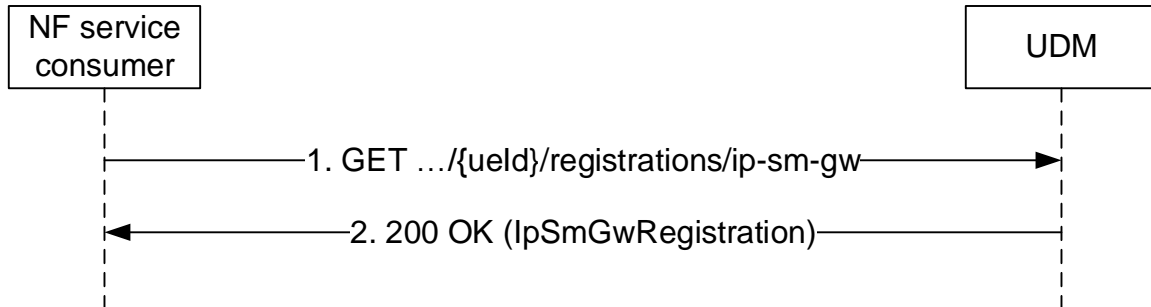 NF service
consumer
UDM
1. GET …/{ueId}/registrations/ip-sm-gw
2. 200 OK (IpSmGwRegistration)